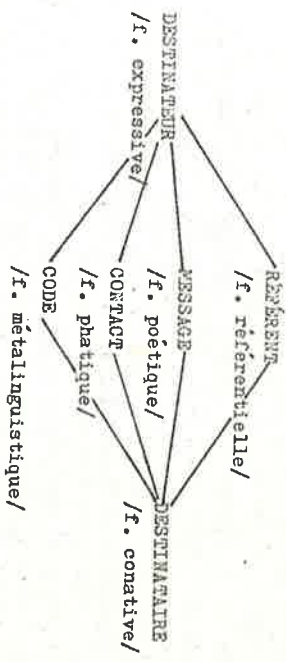 RÉFÉRENT
/f. référentielle/
DESTINATEUR
/f. expressive/
MESSAGE
/f. poétique/
DESTINATAIRE
/f. conative/
CONTACT
/f. phatique/
CODE
/f. métalinguistique/